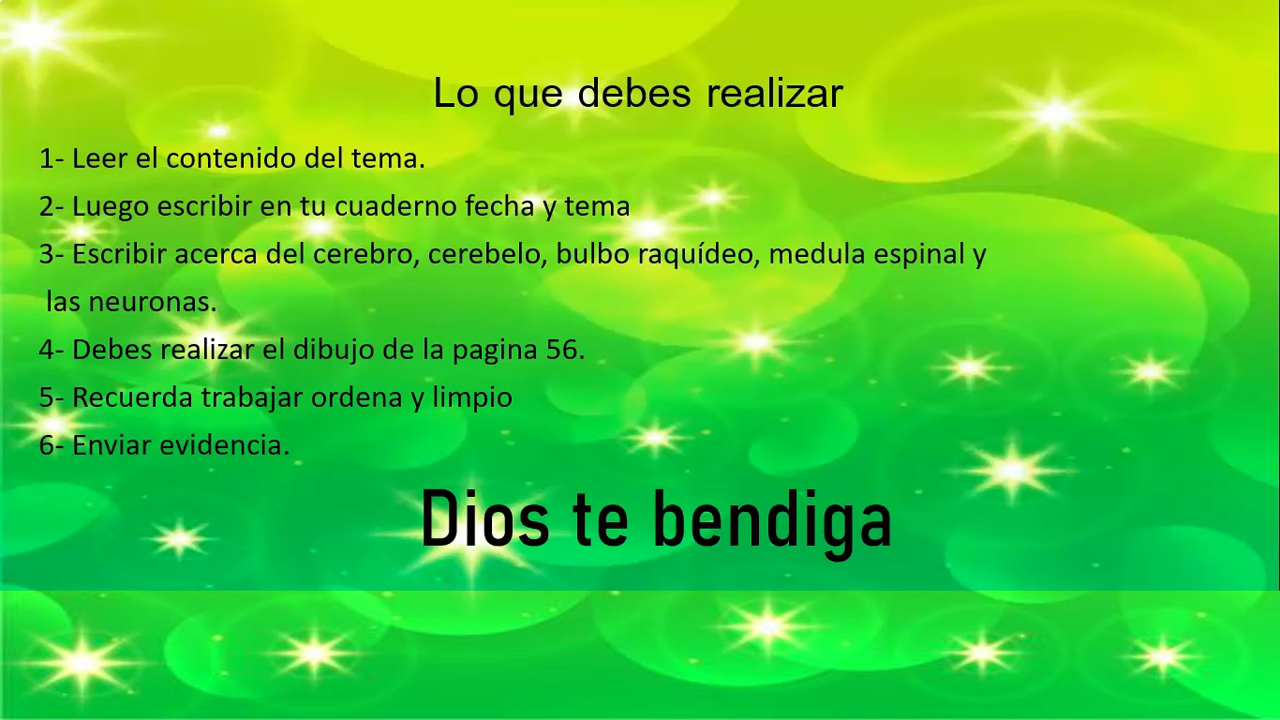 Lo que debes realizar
1- Leer el contenido del tema.
2- Luego escribir en tu cuaderno fecha y tema
3- Escribir acerca del cerebro, cerebelo, bulbo raquídeo, medula espinal y
las neuronas.
4- Debes realizar el dibujo de la pagina 56.
5- Recuerda trabajar ordena y limpio
6- Enviar evidencia.
Dios te bendiga